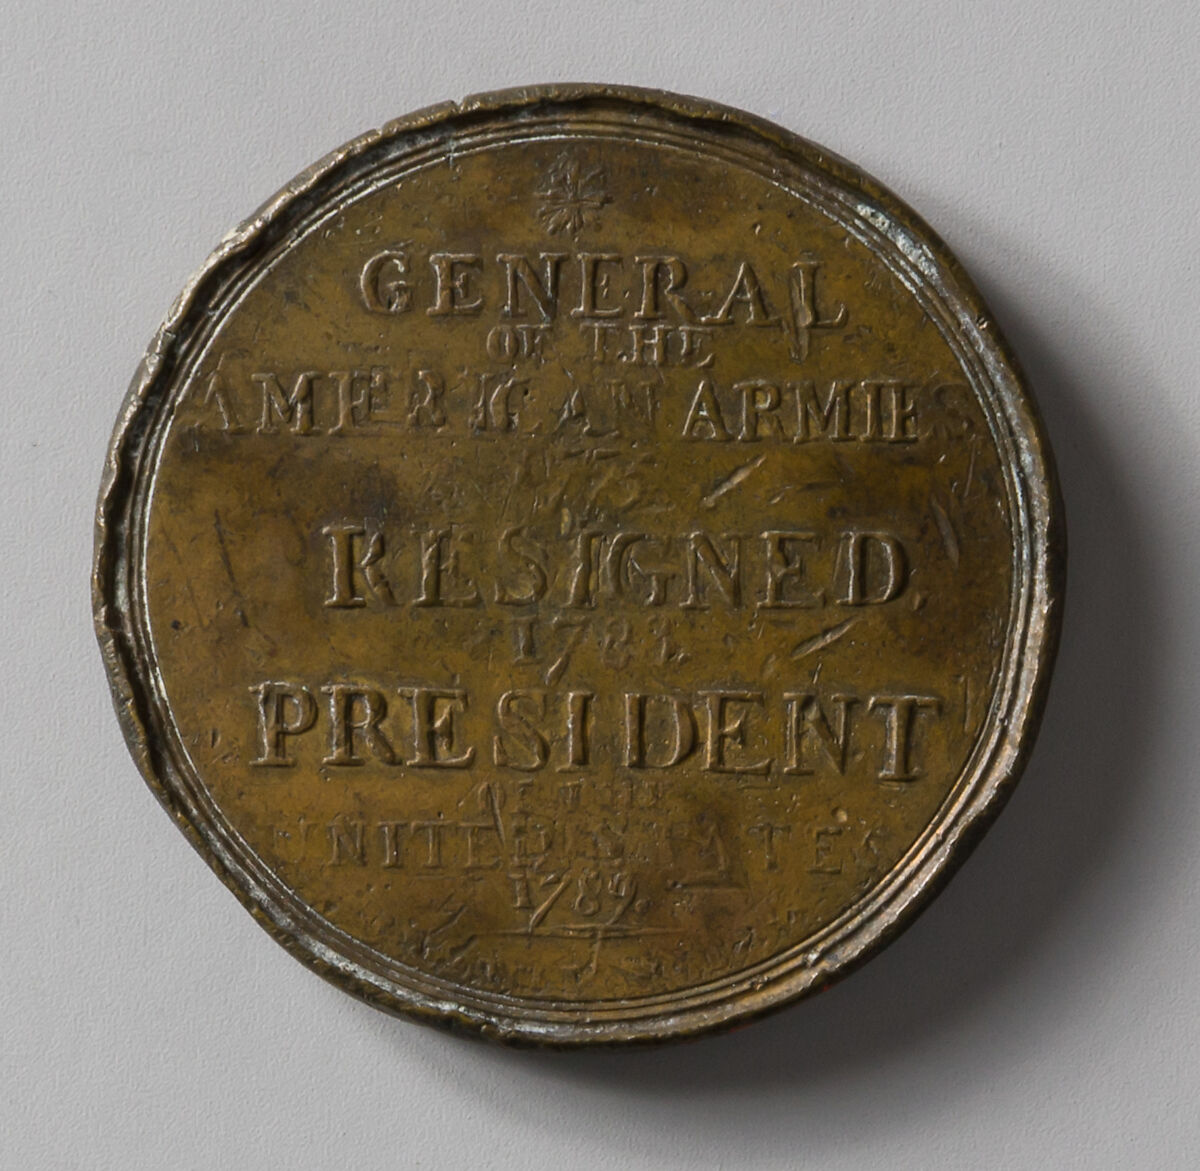 GENERAL
OF THE
AMERICAN ARMIES
1775
RESIGNED.
1783.
PRESIDENT
OF THE
UNITED STATES
1789.